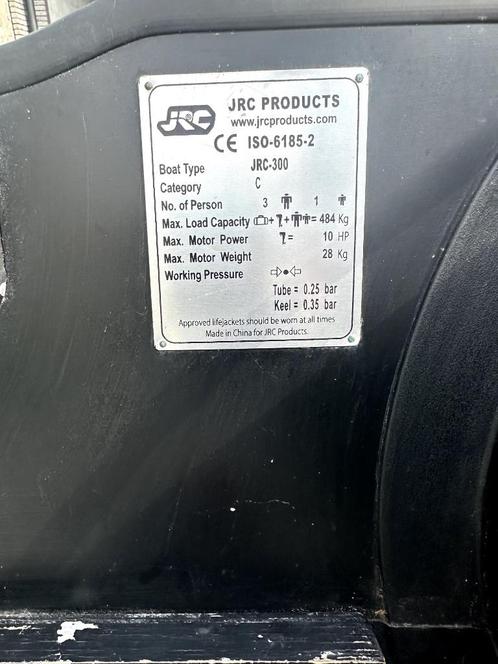 JRC
JRC PRODUCTS
www.jrcproducts.com
CE ISO-6185-2
Boat Type JRC-300
Category C
No. of Person 3 1
Max. Load Capacity + + = 484 Kg
Max. Motor Power = 10 HP
Max. Motor Weight 28 Kg
Working Pressure
Tube = 0.25 bar
Keel = 0.35 bar
Approved lifejackets should be worn at all times
Made in China for JRC Products.